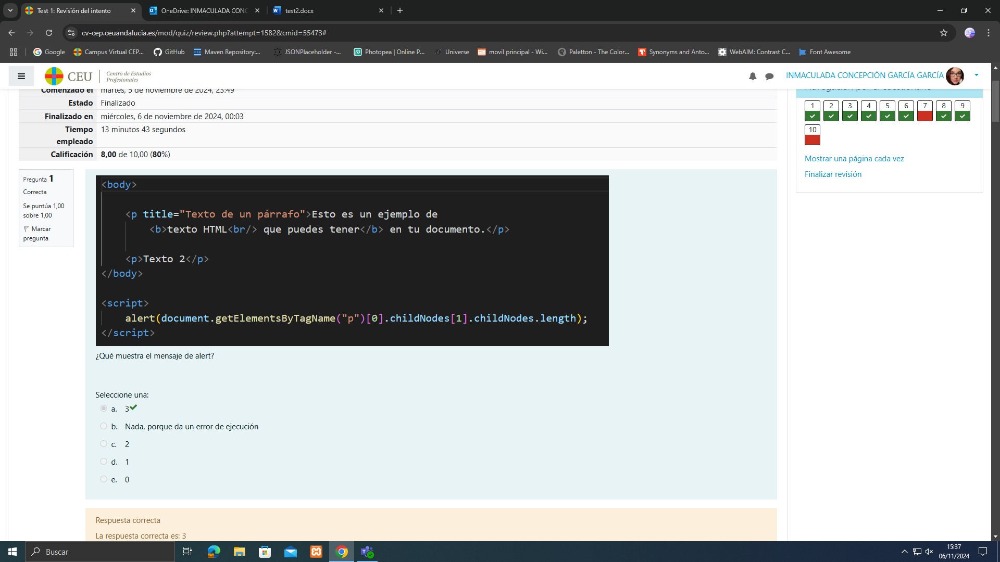 Test 1: Revisión del intento
OneDrive: INMACULADA CONC
test2.docx
cv-cep.ceuandalucia.es/mod/quiz/review.php?attempt=1582&cmid=55473#
Google
Campus Virtual CEP...
GitHub
Maven Repository:...
JSONPlaceholder -...
Photopea | Online P...
Universe
movil principal - Wi...
Paletton - The Color...
Synonyms and Anto...
WebAIM: Contrast C...
Font Awesome
CEU
Centro de Estudios
Profesionales
INMACULADA CONCEPCIÓN GARCÍA GARCÍA
Comenzado el martes, 5 de noviembre de 2024, 23:49
Estado Finalizado
Finalizado en miércoles, 6 de noviembre de 2024, 00:03
Tiempo empleado 13 minutos 43 segundos
Calificación 8,00 de 10,00 (80%)
Pregunta 1
Correcta
Se puntúa 1,00
sobre 1,00
Marcar
pregunta
<body>
<p title="Texto de un párrafo">Esto es un ejemplo de
<b>texto HTML<br/> que puedes tener</b> en tu documento.</p>
<p>Texto 2</p>
</body>
<script>
alert(document.getElementsByTagName("p")[0].childNodes[1].childNodes.length);
</script>
¿Qué muestra el mensaje de alert?
Seleccione una:
a. 3
b. Nada, porque da un error de ejecución
c. 2
d. 1
e. 0
Respuesta correcta
La respuesta correcta es: 3
Navegación por el cuestionario
1 2 3 4 5 6 7 8 9
10
Mostrar una página cada vez
Finalizar revisión
Buscar
15:37
06/11/2024